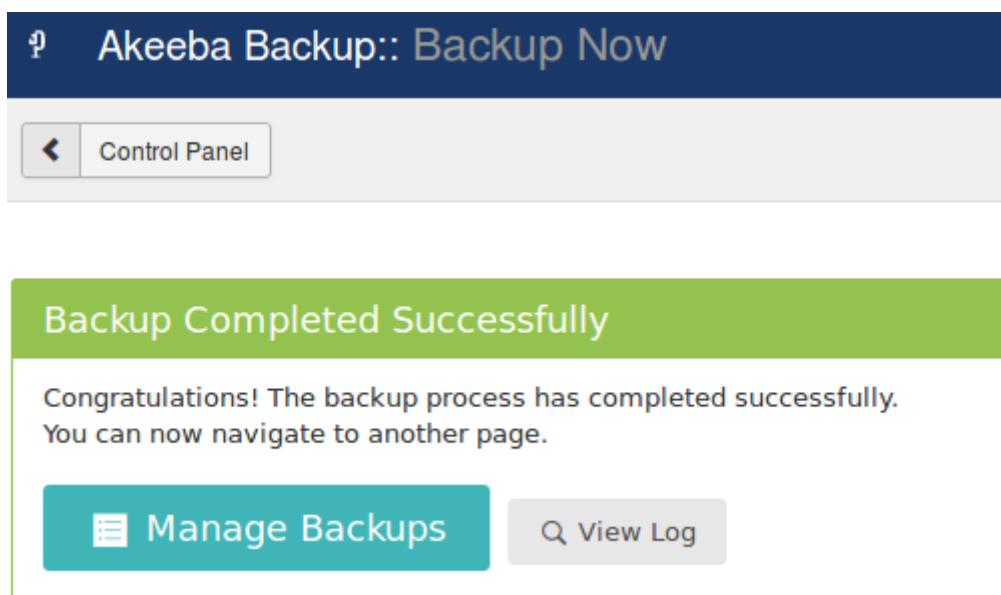 Akeeba Backup:: Backup Now
Control Panel
Backup Completed Successfully
Congratulations! The backup process has completed successfully.
You can now navigate to another page.
Manage Backups
View Log